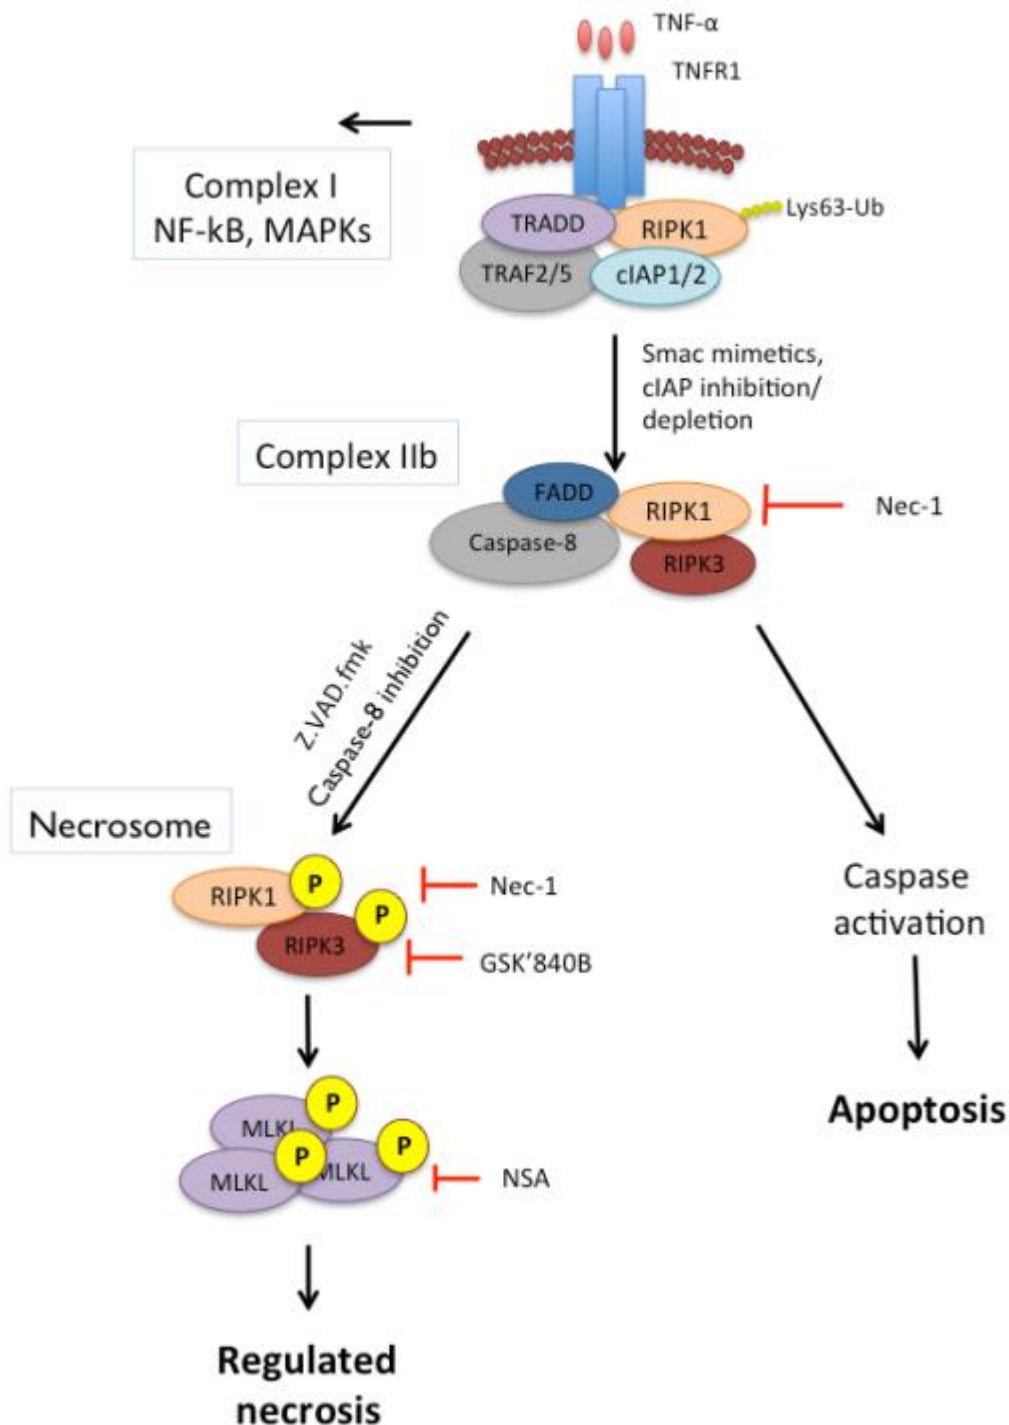 TNF-α
TNFR1
Complex I
NF-kB, MAPKs
Lys63-Ub
TRADD
RIPK1
TRAF2/5
cIAP1/2
Smac mimetics,
cIAP inhibition/
depletion
Complex IIb
FADD
RIPK1
Nec-1
Caspase-8
RIPK3
Z.VAD.fmk
Caspase-8 inhibition
Necrosome
RIPK1
P
Nec-1
P
RIPK3
GSK'840B
Caspase
activation
P
MLKL
P
P
MLKL
MLKL
NSA
Apoptosis
Regulated
necrosis